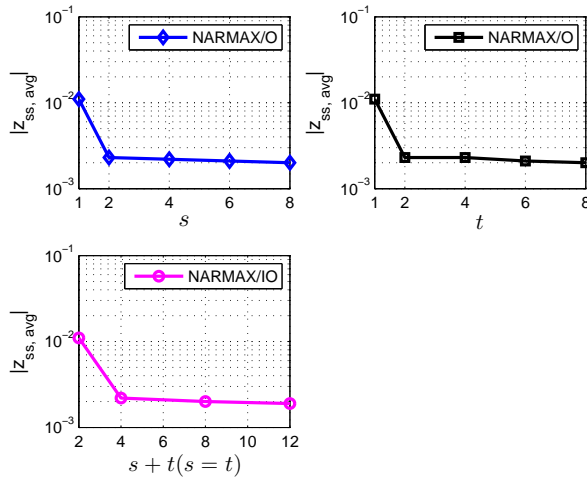 10^-1
NARMAX/O
10^-2
10^-3
|z_ss, avg|
1 2 4 6 8
s
10^-1
NARMAX/O
10^-2
10^-3
|z_ss, avg|
1 2 4 6 8
t
10^-1
NARMAX/IO
10^-2
10^-3
|z_ss, avg|
2 4 6 8 10 12
s + t(s = t)